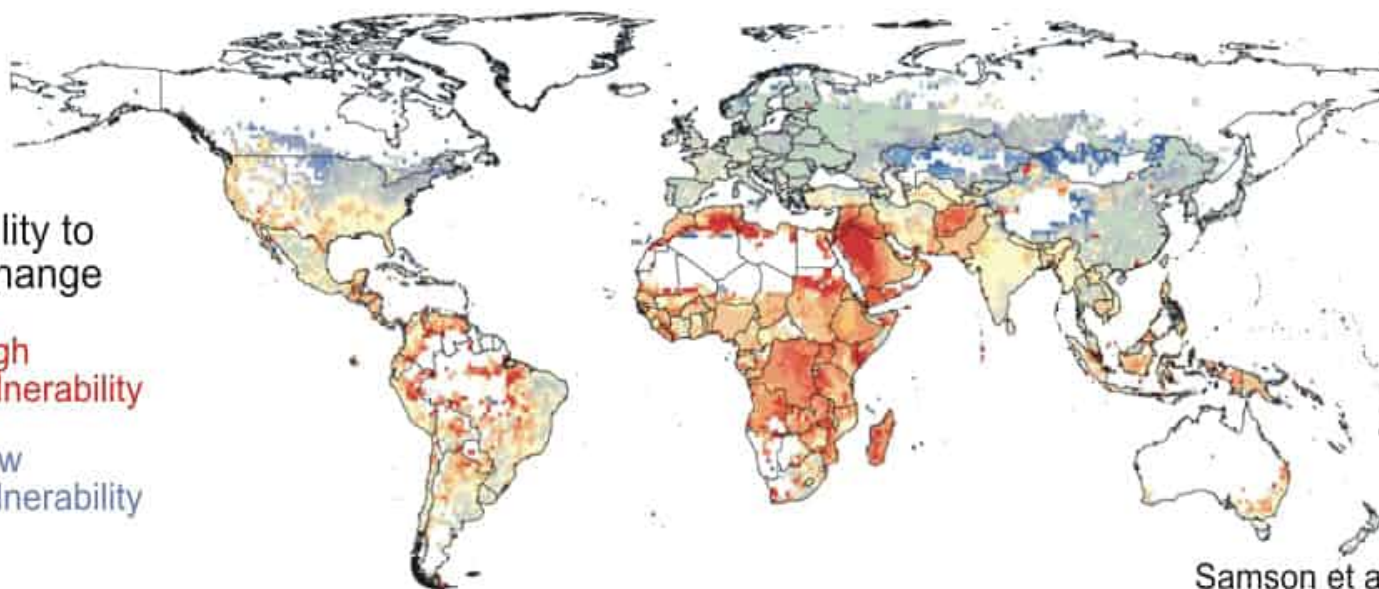 lity to
hange
gh
lnerability
w
lnerability
Samson et a